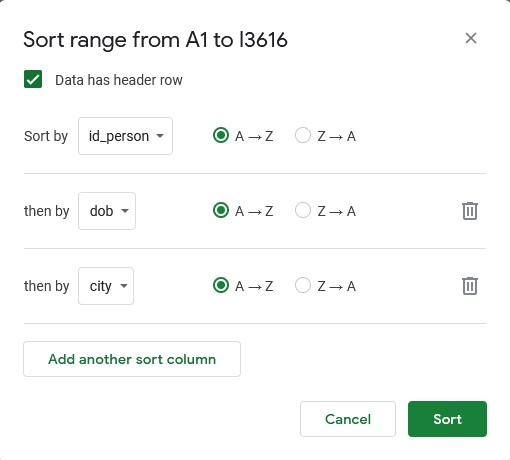 Sort range from A1 to I3616
Data has header row
Sort by id_person A → Z Z → A
then by dob A → Z Z → A
then by city A → Z Z → A
Add another sort column
Cancel Sort